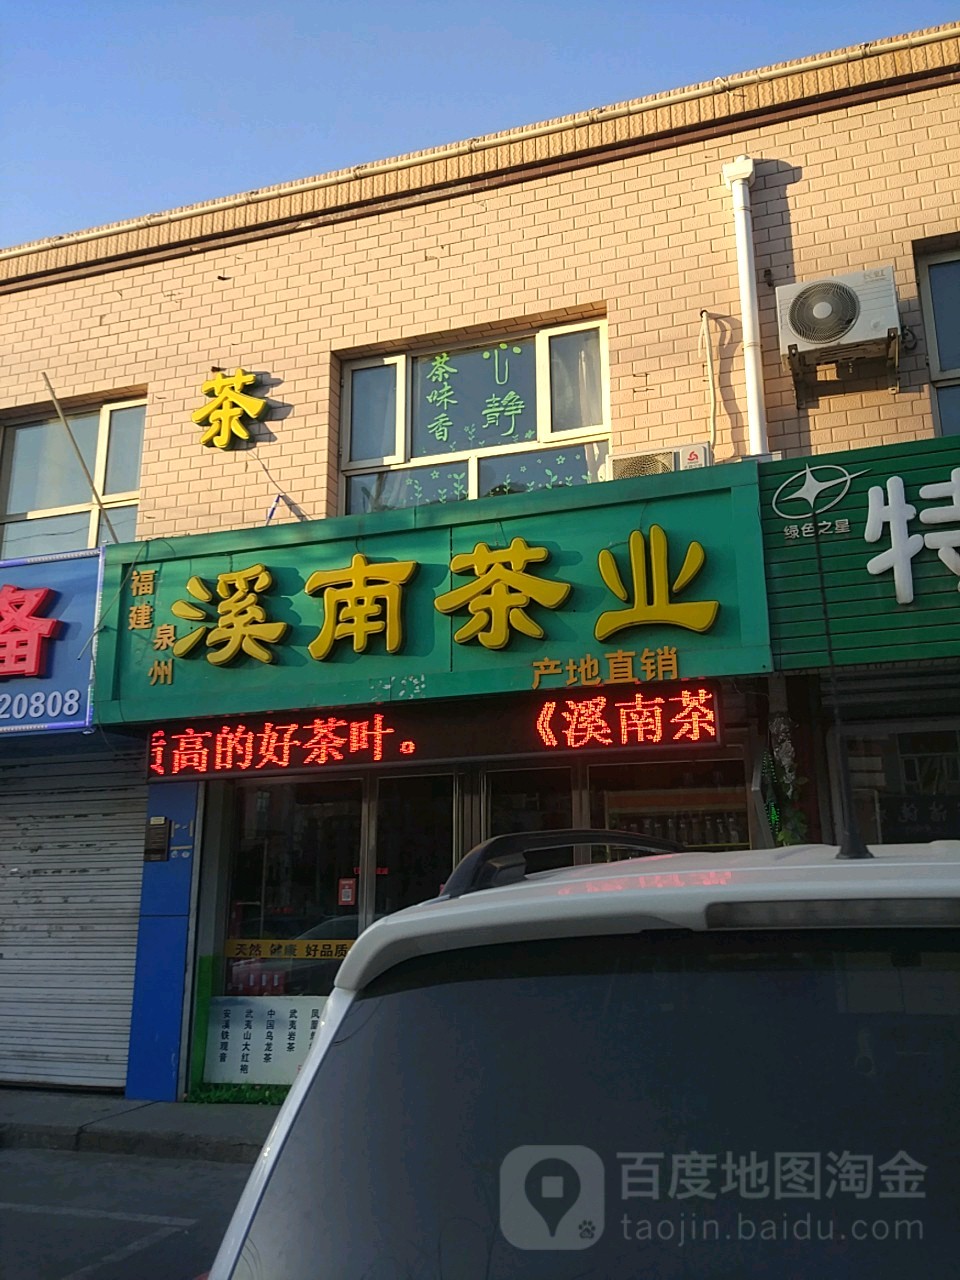 茶
心静
茶味香
绿色之星
特
福建
泉州
溪南茶业
产地直销
备
20808
高的好茶叶。 《溪南茶
天然 健康 好品质
安溪铁观音
武夷山大红袍
中国乌龙茶
武夷岩茶
凤凰
百度地图淘金
taojin.baidu.com